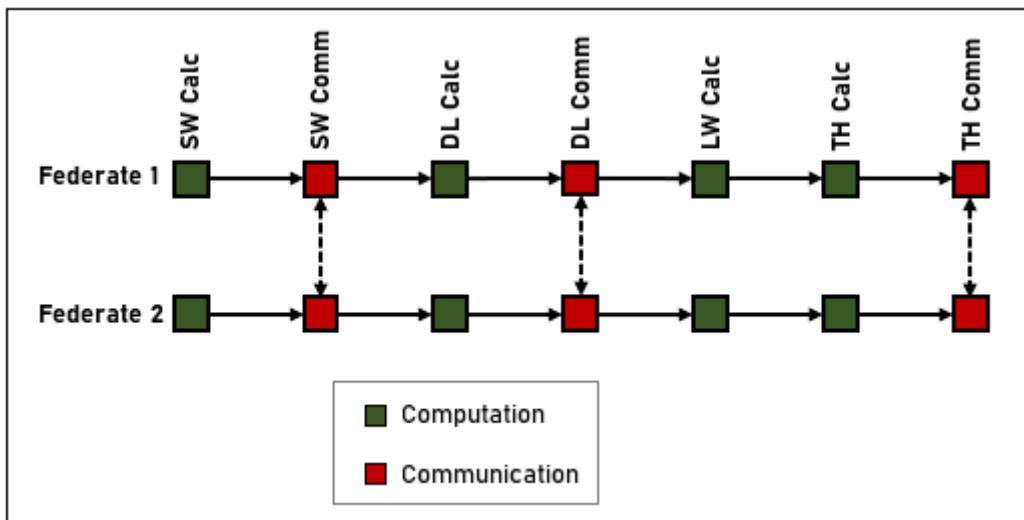 SW Calc
SW Comm
DL Calc
DL Comm
LW Calc
TH Calc
TH Comm
Federate 1
Federate 2
Computation
Communication